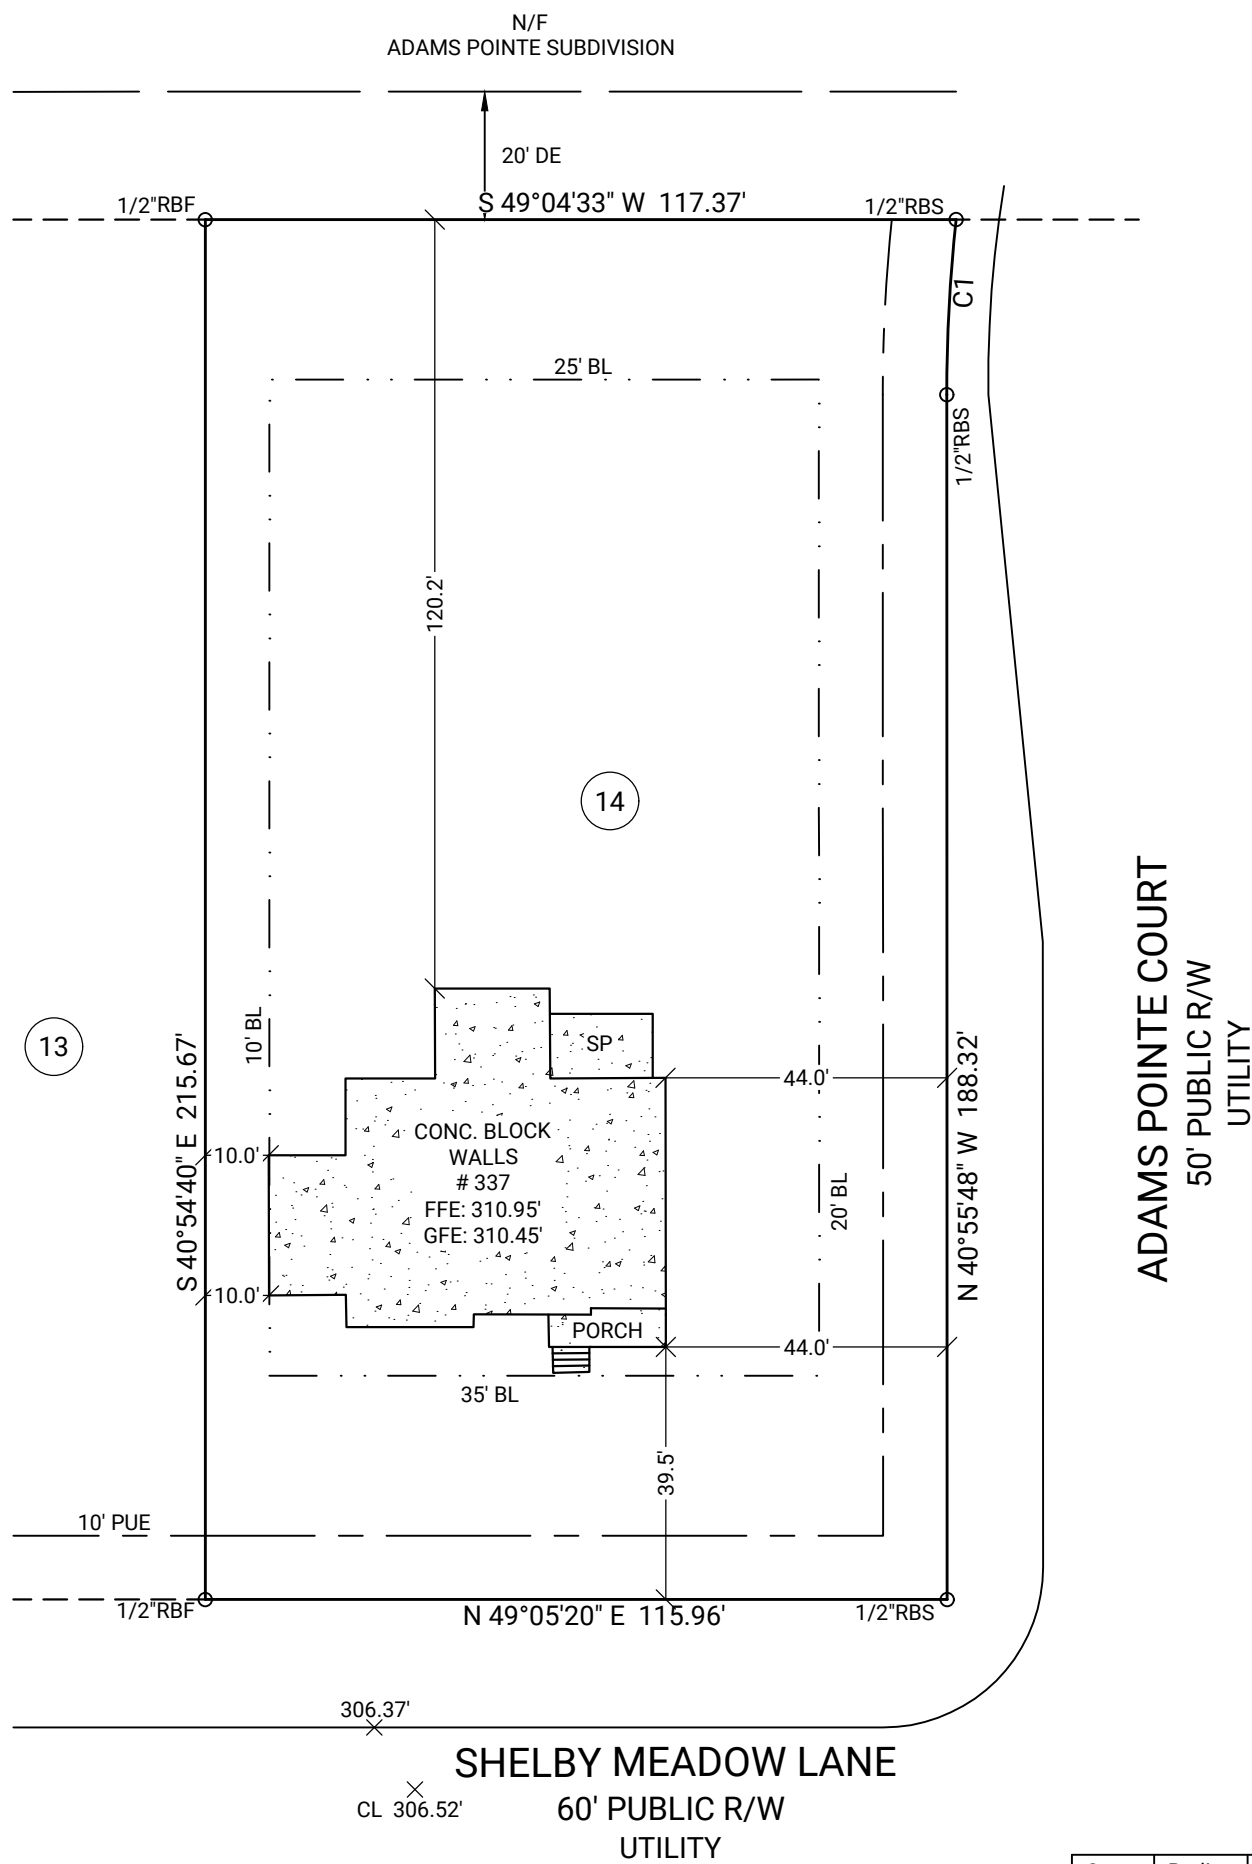 N/F
ADAMS POINTE SUBDIVISION
20' DE
1/2"RBF
S 49°04'33" W 117.37'
1/2"RBS
C1
25' BL
1/2"RBS
120.2'
14
13
10' BL
SP
S 40°54'40" E 215.67'
N 40°55'48" W 188.32'
44.0'
ADAMS POINTE COURT
50' PUBLIC R/W
UTILITY
CONC. BLOCK
WALLS
# 337
FFE: 310.95'
GFE: 310.45'
10.0'
20' BL
10.0'
PORCH
44.0'
35' BL
39.5'
10' PUE
1/2"RBF
N 49°05'20" E 115.96'
1/2"RBS
306.37'
SHELBY MEADOW LANE
CL 306.52'
60' PUBLIC R/W
UTILITY